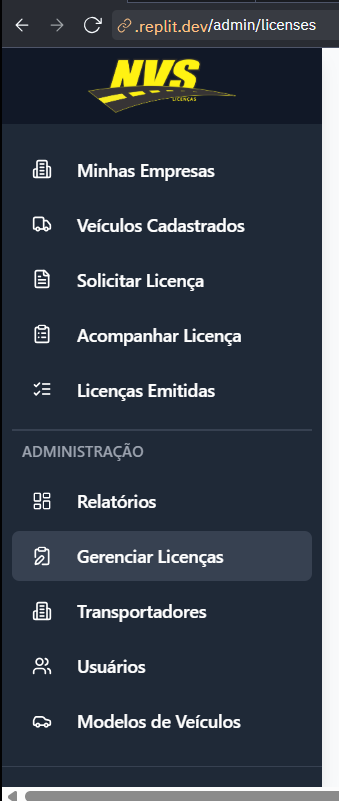 .replit.dev/admin/licenses
NVS
LICENÇAS
Minhas Empresas
Veículos Cadastrados
Solicitar Licença
Acompanhar Licença
Licenças Emitidas
ADMINISTRAÇÃO
Relatórios
Gerenciar Licenças
Transportadores
Usuários
Modelos de Veículos